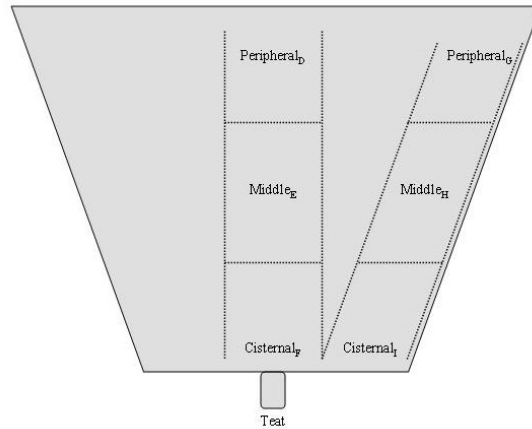 Peripheral_D Peripheral_G
Middle_E Middle_H
Cisternal_F Cisternal_I
Teat